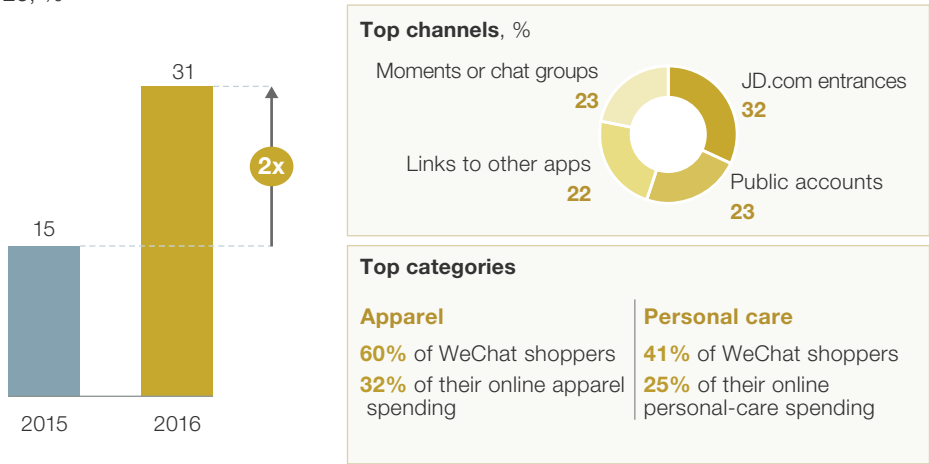 31
2x
15
2015
2016
Top channels, %
Moments or chat groups
23
JD.com entrances
32
Links to other apps
22
Public accounts
23
Top categories
Apparel
60% of WeChat shoppers
32% of their online apparel
spending
Personal care
41% of WeChat shoppers
25% of their online
personal-care spending